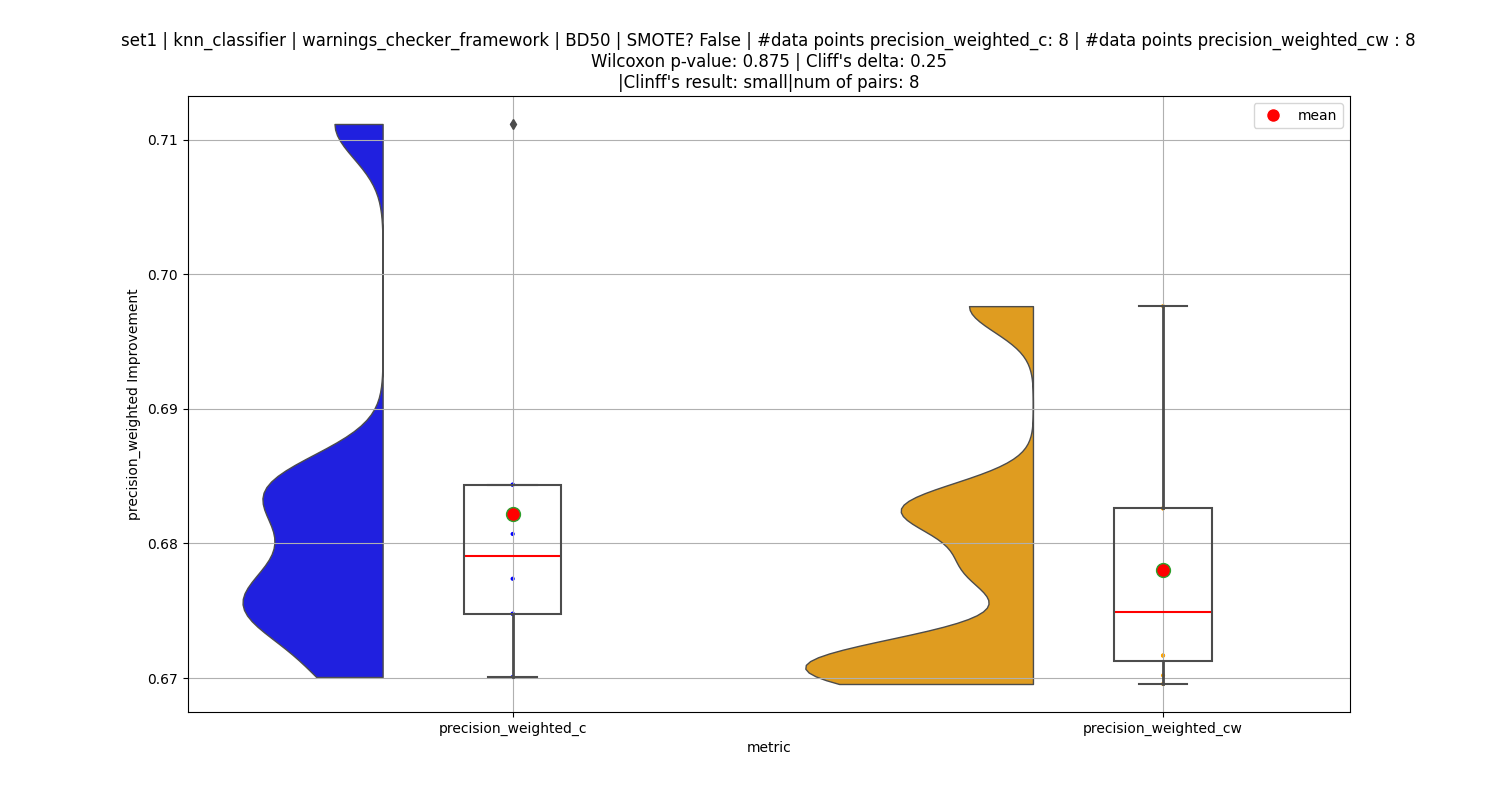 set1 | knn_classifier | warnings_checker_framework | BD50 | SMOTE? False | #data points precision_weighted_c: 8 | #data points precision_weighted_cw : 8
Wilcoxon p-value: 0.875 | Cliff's delta: 0.25
|Clinff's result: small|num of pairs: 8
mean
0.71
0.70
0.69
0.68
0.67
precision_weighted Improvement
precision_weighted_c
precision_weighted_cw
metric